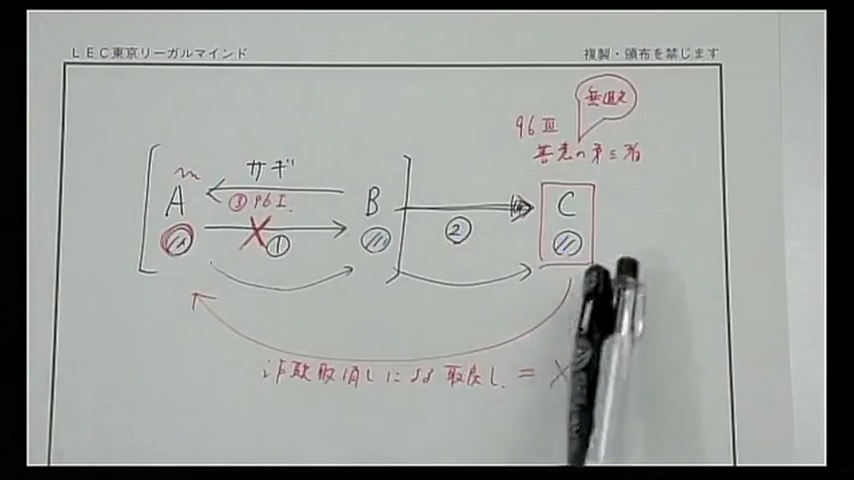 LEC東京リーガルマインド
複製・頒布を禁じます
無過失
96 Ⅲ
善意の第三者
サギ
A
③ 96 Ⅰ.
B
C
①
②
詐欺取消しによる取戻し. = ×